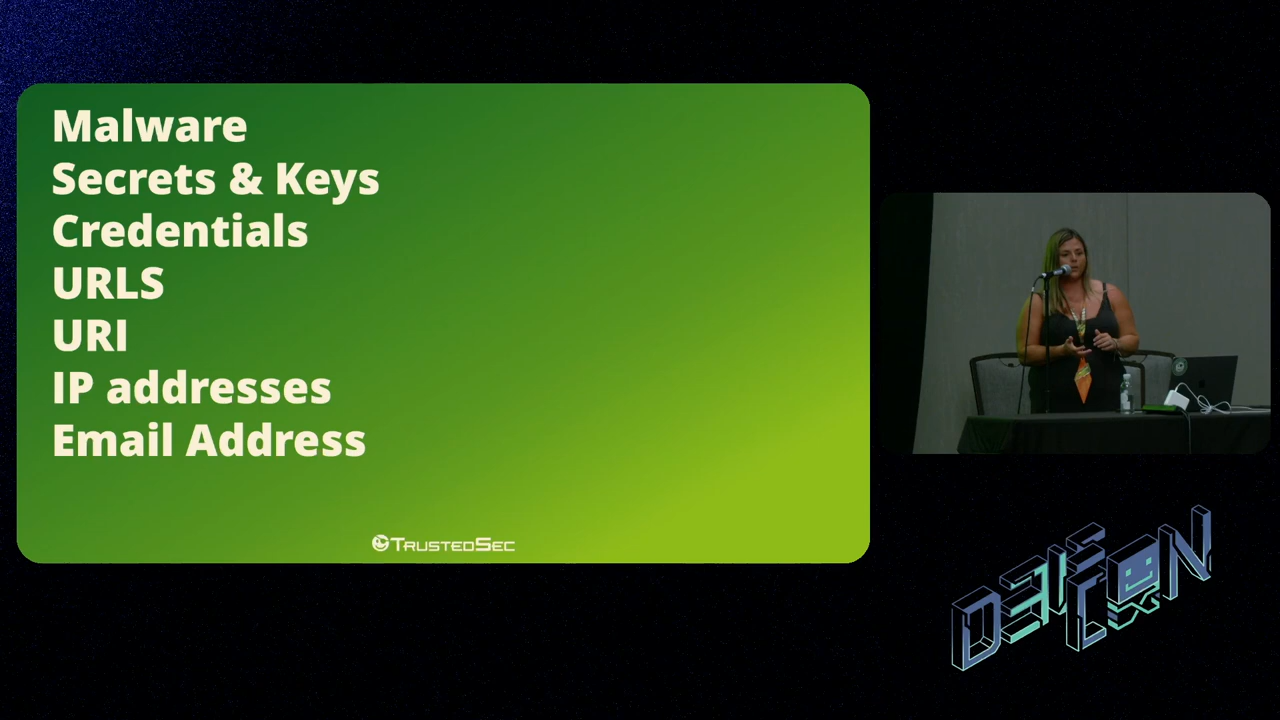 Malware
Secrets & Keys
Credentials
URLS
URI
IP addresses
Email Address
TRUSTEDSEC
DEF CON